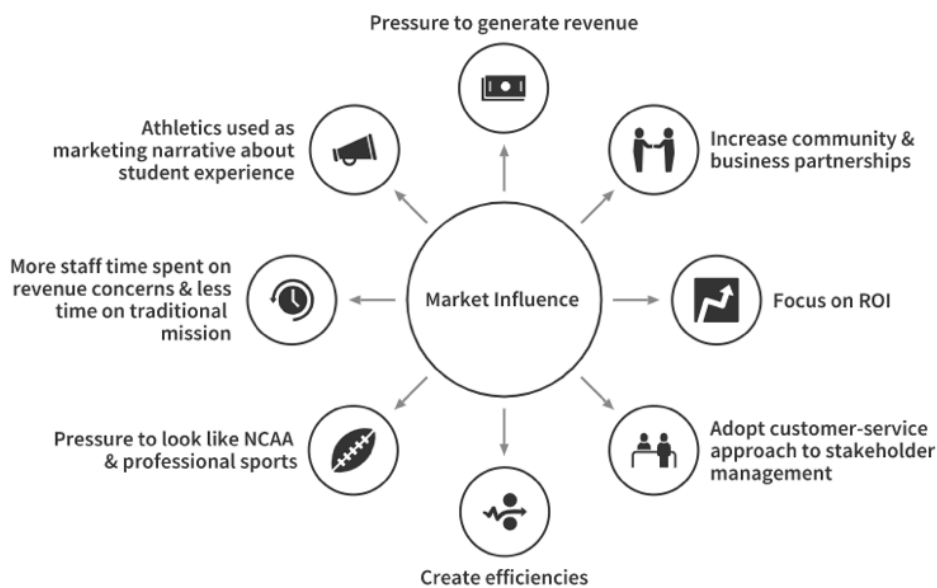 Pressure to generate revenue
Athletics used as
marketing narrative about
student experience
Increase community &
business partnerships
More staff time spent on
revenue concerns & less
time on traditional
mission
Market Influence
Focus on ROI
Pressure to look like NCAA
& professional sports
Adopt customer-service
approach to stakeholder
management
Create efficiencies